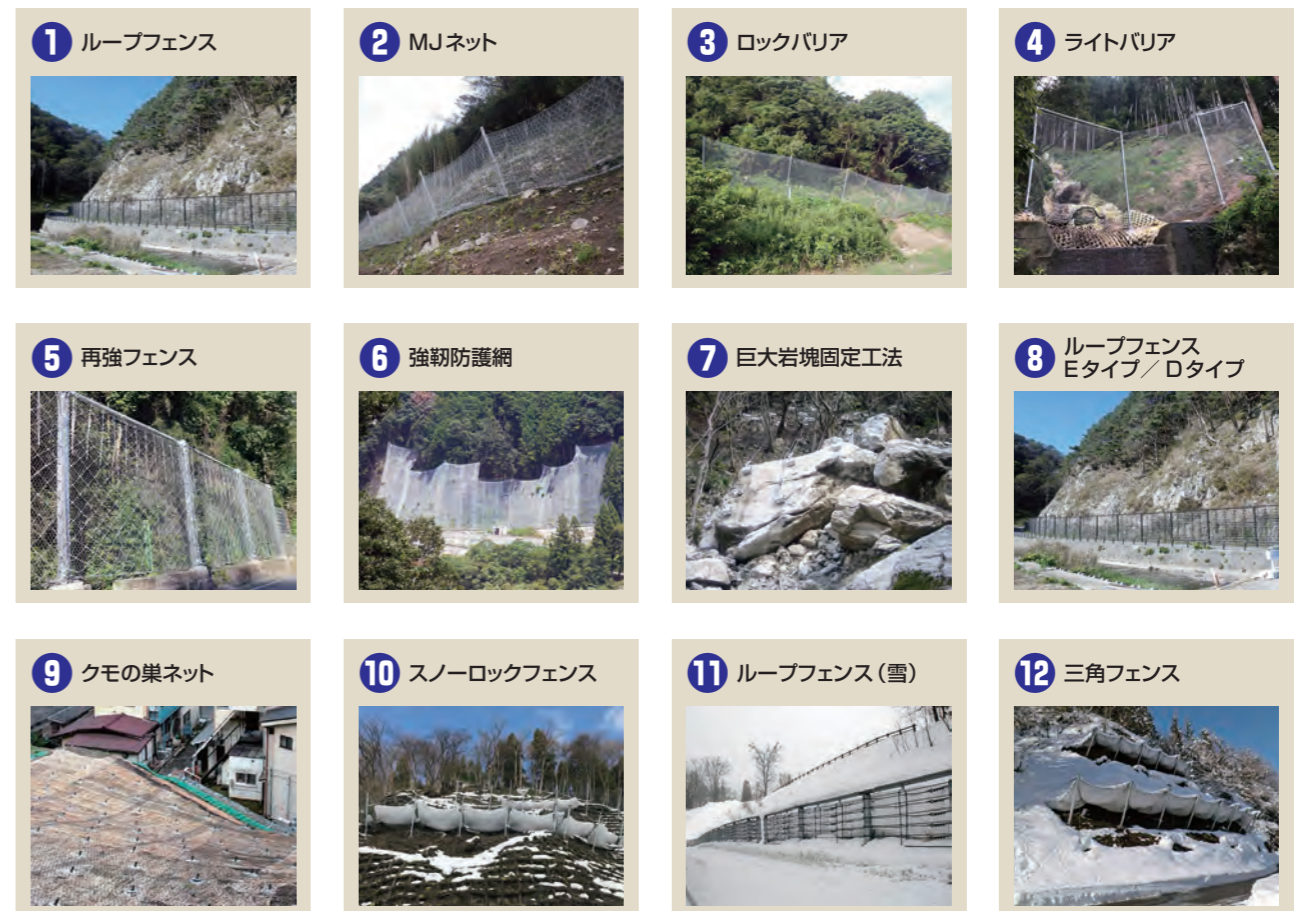 1 ループフェンス
2 MJネット
3 ロックバリア
4 ライトバリア
5 再強フェンス
6 強靭防護網
7 巨大岩塊固定工法
8 ループフェンス
Eタイプ／Dタイプ
9 クモの巣ネット
10 スノーロックフェンス
11 ループフェンス（雪）
12 三角フェンス